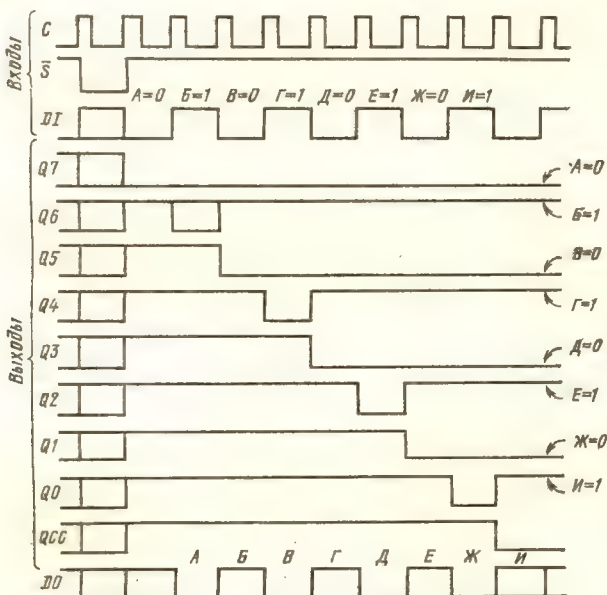 Входы
C
S̅
A=0 Б=1 В=0 Г=1 Д=0 Е=1 Ж=0 И=1
DI
Выходы
Q7
A=0
Q6
Б=1
Q5
В=0
Q4
Г=1
Q3
Д=0
Q2
Е=1
Q1
Ж=0
Q0
И=1
QCC
А Б В Г Д Е Ж И
DO